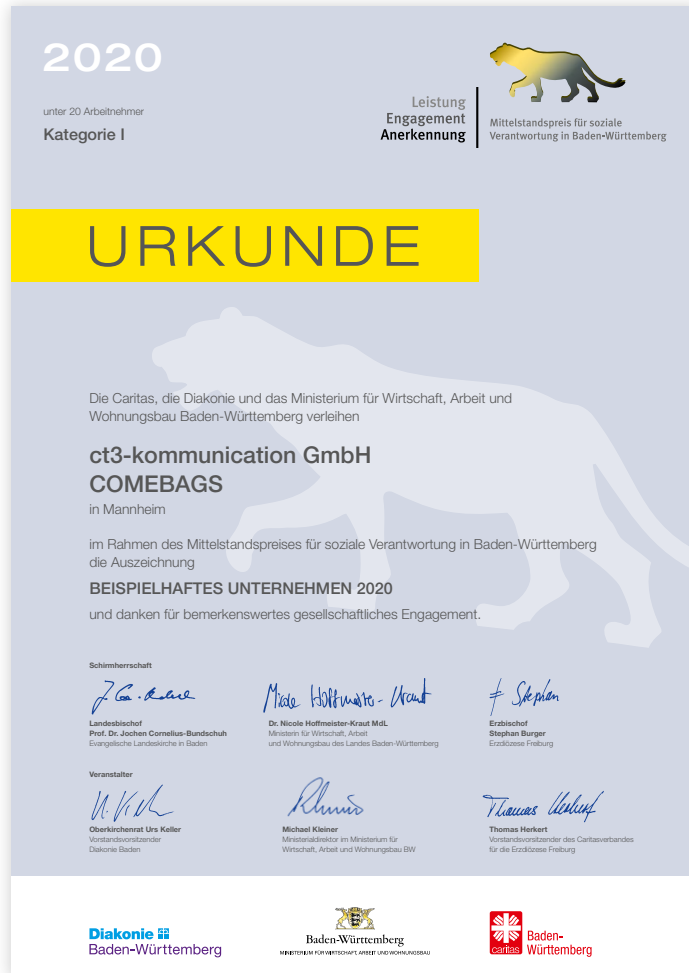 2020
unter 20 Arbeitnehmer
Kategorie I
Leistung
Engagement
Anerkennung
Mittelstandspreis für soziale
Verantwortung in Baden-Württemberg
URKUNDE
Die Caritas, die Diakonie und das Ministerium für Wirtschaft, Arbeit und
Wohnungsbau Baden-Württemberg verleihen
ct3-kommunication GmbH
COMEBAGS
in Mannheim
im Rahmen des Mittelstandspreises für soziale Verantwortung in Baden-Württemberg
die Auszeichnung
BEISPIELHAFTES UNTERNEHMEN 2020
und danken für bemerkenswertes gesellschaftliches Engagement.
Schirmherrschaft
Nicole Hoffmeister-Kraut
Stephan
Landesbischof
Prof. Dr. Jochen Cornelius-Bundschuh
Evangelische Landeskirche in Baden
Dr. Nicole Hoffmeister-Kraut MdL
Ministerin für Wirtschaft, Arbeit
und Wohnungsbau des Landes Baden-Württemberg
Erzbischof
Stephan Burger
Erzdiözese Freiburg
Veranstalter
Thomas Herkert
Oberkirchenrat Urs Keller
Vorstandsvorsitzender
Diakonie Baden
Michael Kleiner
Ministerialdirektor im Ministerium für
Wirtschaft, Arbeit und Wohnungsbau BW
Thomas Herkert
Vorstandsvorsitzender des Caritasverbandes
für die Erzdiözese Freiburg
Diakonie
Baden-Württemberg
Baden-Württemberg
MINISTERIUM FÜR WIRTSCHAFT, ARBEIT UND WOHNUNGSBAU
caritas
Baden-
Württemberg